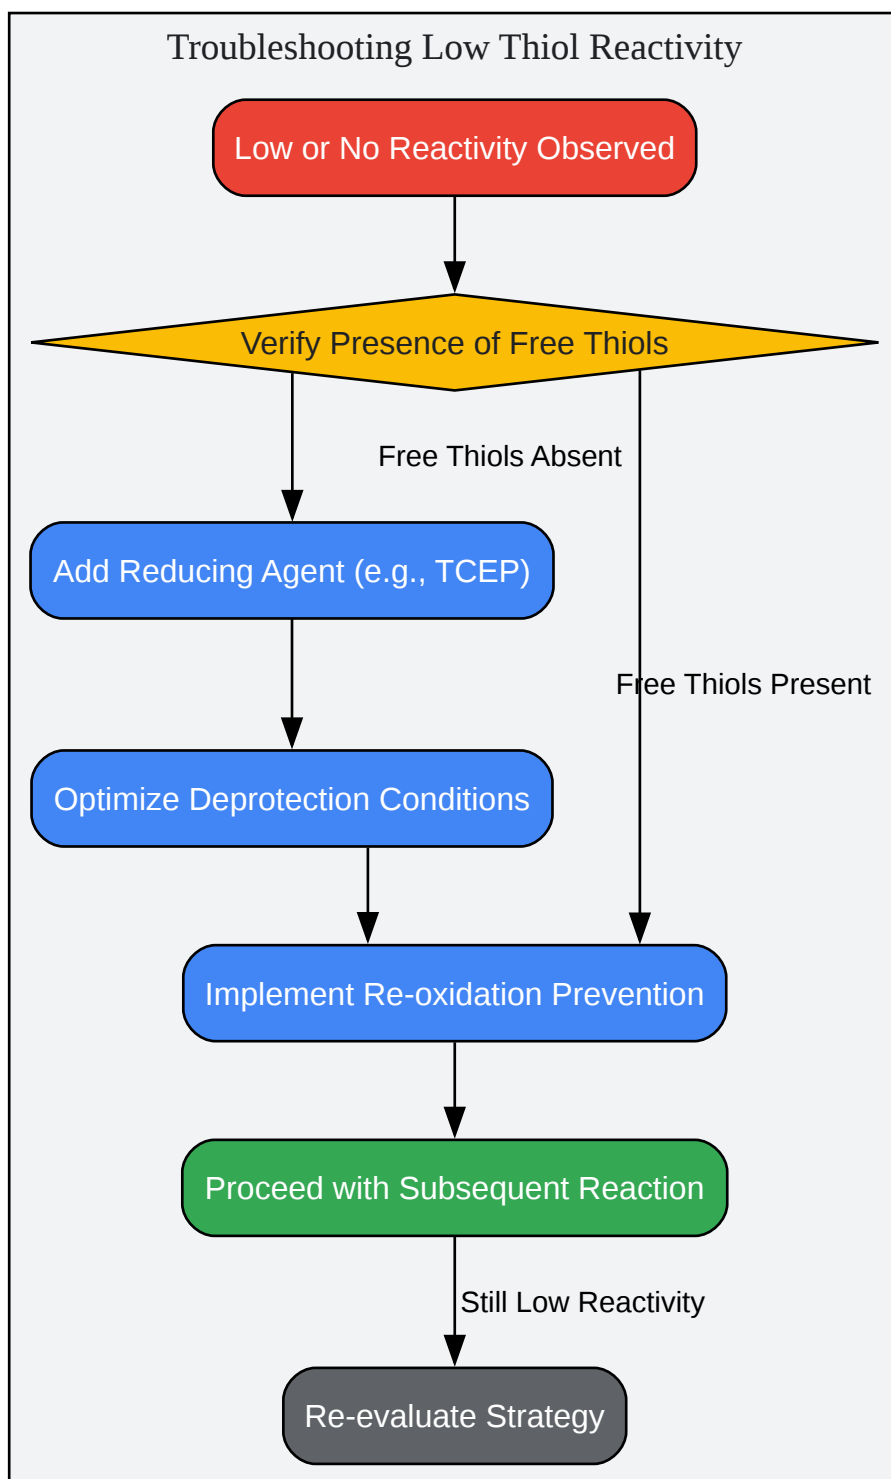 Troubleshooting Low Thiol Reactivity
Low or No Reactivity Observed
Verify Presence of Free Thiols
Free Thiols Absent
Add Reducing Agent (e.g., TCEP)
Free Thiols Present
Optimize Deprotection Conditions
Implement Re-oxidation Prevention
Proceed with Subsequent Reaction
Still Low Reactivity
Re-evaluate Strategy